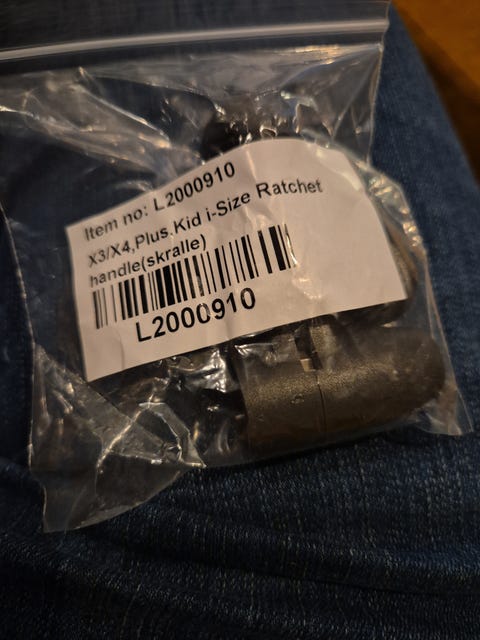 Item no: L2000910
X3/X4,Plus,Kid i-Size Ratchet
handle(skralle)
L2000910